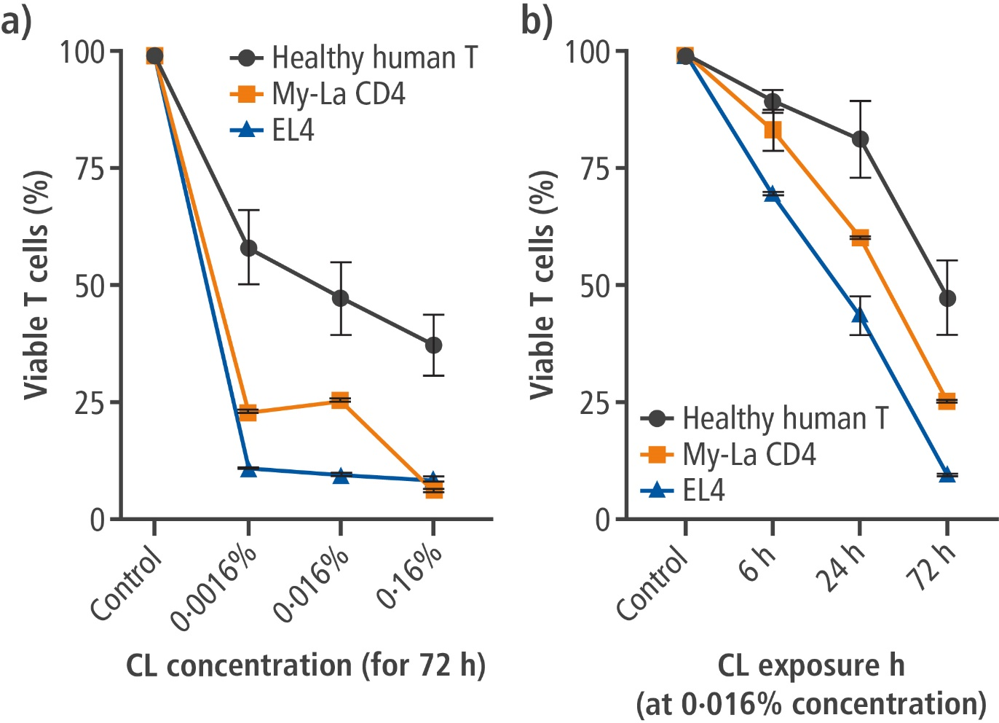 a)
100
75
50
25
0
Viable T cells (%)
Healthy human T
My-La CD4
EL4
Control
0·0016%
0·016%
0·16%
CL concentration (for 72 h)
b)
100
75
50
25
0
Viable T cells (%)
Healthy human T
My-La CD4
EL4
Control
6 h
24 h
72 h
CL exposure h
(at 0·016% concentration)